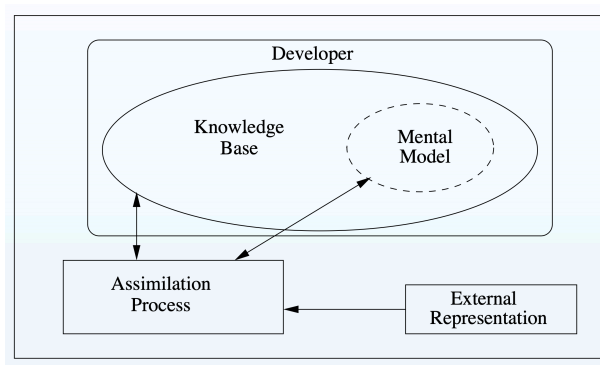 Developer
Knowledge
Base
Mental
Model
Assimilation
Process
External
Representation